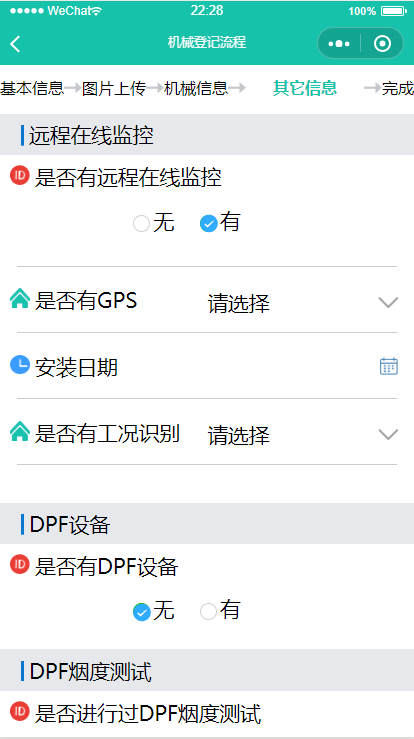 WeChat 22:28 100%
机械登记流程
基本信息 图片上传 机械信息 其它信息 完成
远程在线监控
ID 是否有远程在线监控
无 有
是否有GPS 请选择
安装日期
是否有工况识别 请选择
DPF设备
ID 是否有DPF设备
无 有
DPF烟度测试
ID 是否进行过DPF烟度测试